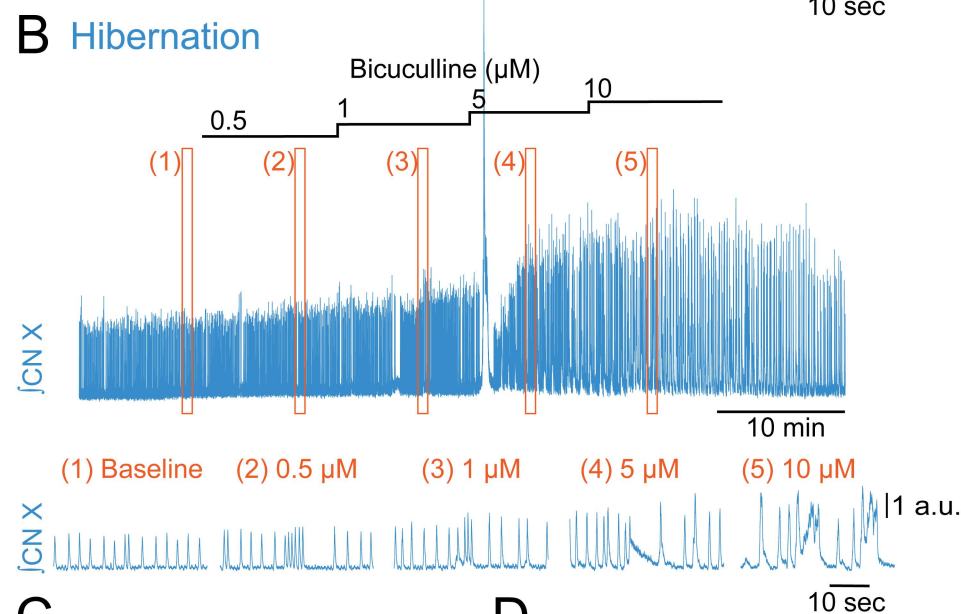 10 sec
B Hibernation
Bicuculline (µM)
0.5
1
5
10
(1)
(2)
(3)
(4)
(5)
∫CN X
10 min
(1) Baseline
(2) 0.5 µM
(3) 1 µM
(4) 5 µM
(5) 10 µM
∫CN X
1 a.u.
10 sec